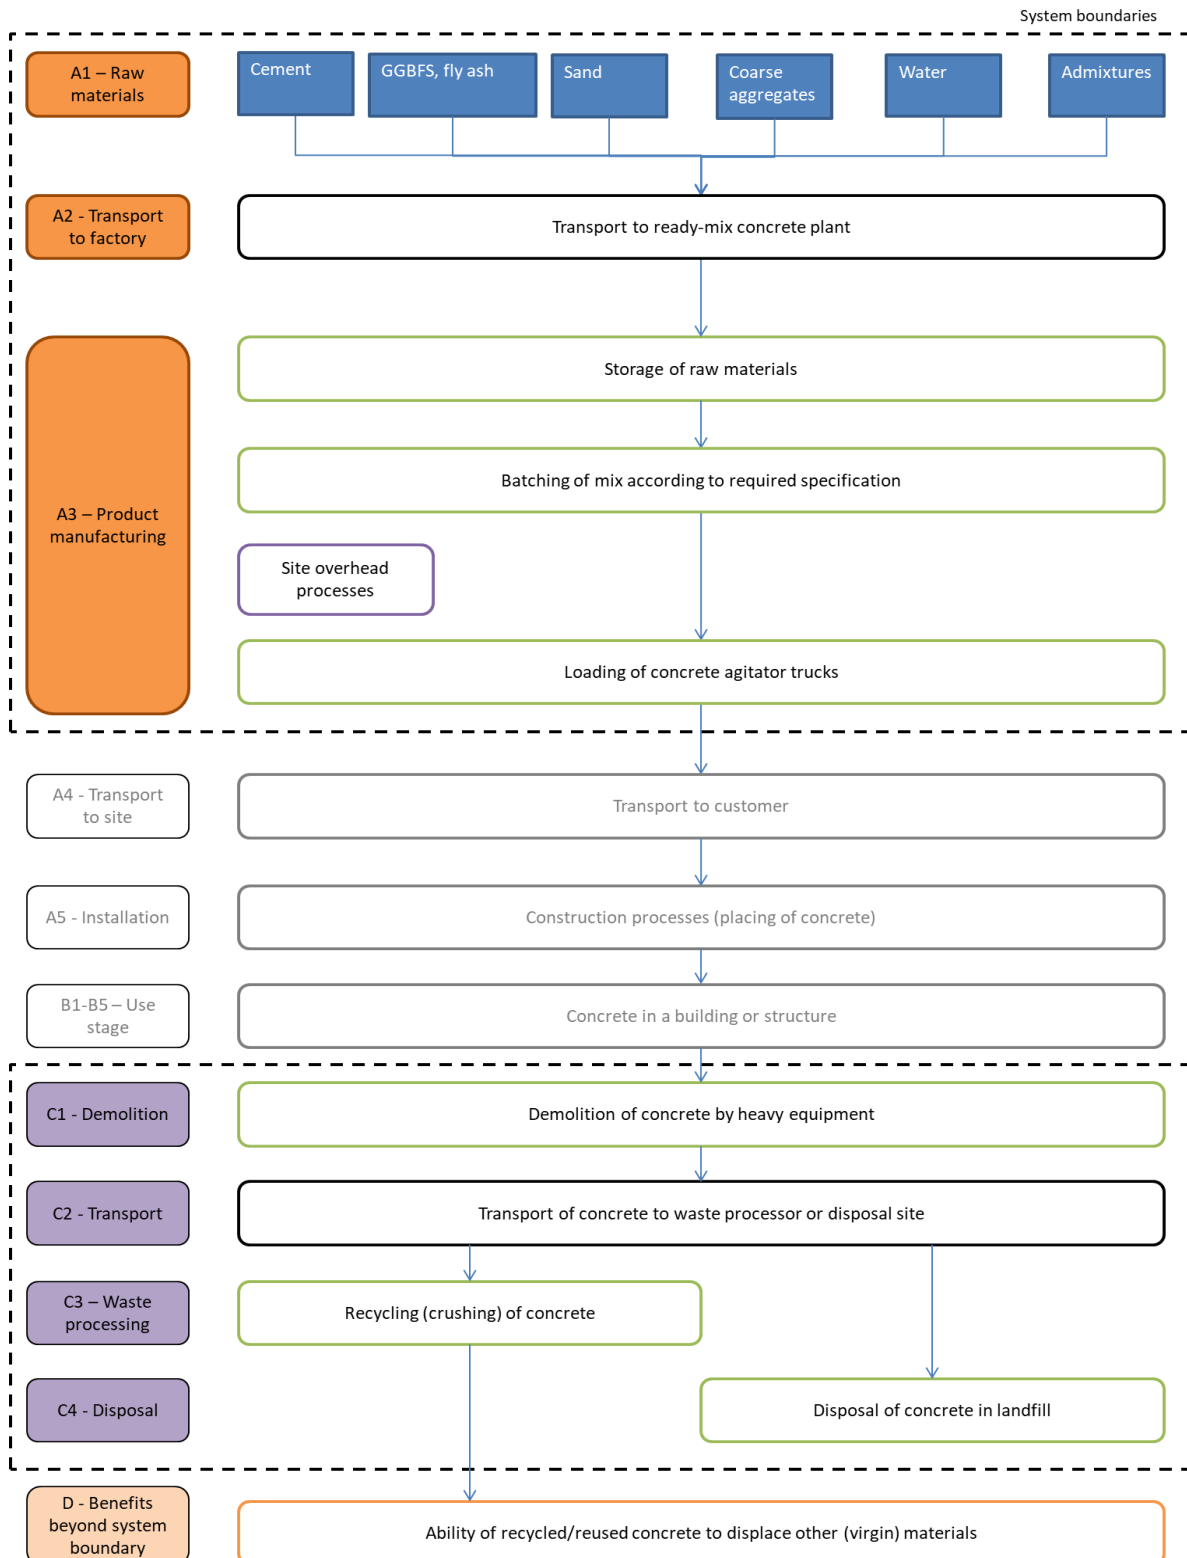 System boundaries
A1 – Raw
materials
Cement
GGBFS, fly ash
Sand
Coarse
aggregates
Water
Admixtures
A2 - Transport
to factory
Transport to ready-mix concrete plant
A3 – Product
manufacturing
Storage of raw materials
Batching of mix according to required specification
Site overhead
processes
Loading of concrete agitator trucks
A4 - Transport
to site
Transport to customer
A5 - Installation
Construction processes (placing of concrete)
B1-B5 – Use
stage
Concrete in a building or structure
C1 - Demolition
Demolition of concrete by heavy equipment
C2 - Transport
Transport of concrete to waste processor or disposal site
C3 – Waste
processing
Recycling (crushing) of concrete
C4 - Disposal
Disposal of concrete in landfill
D - Benefits
beyond system
boundary
Ability of recycled/reused concrete to displace other (virgin) materials